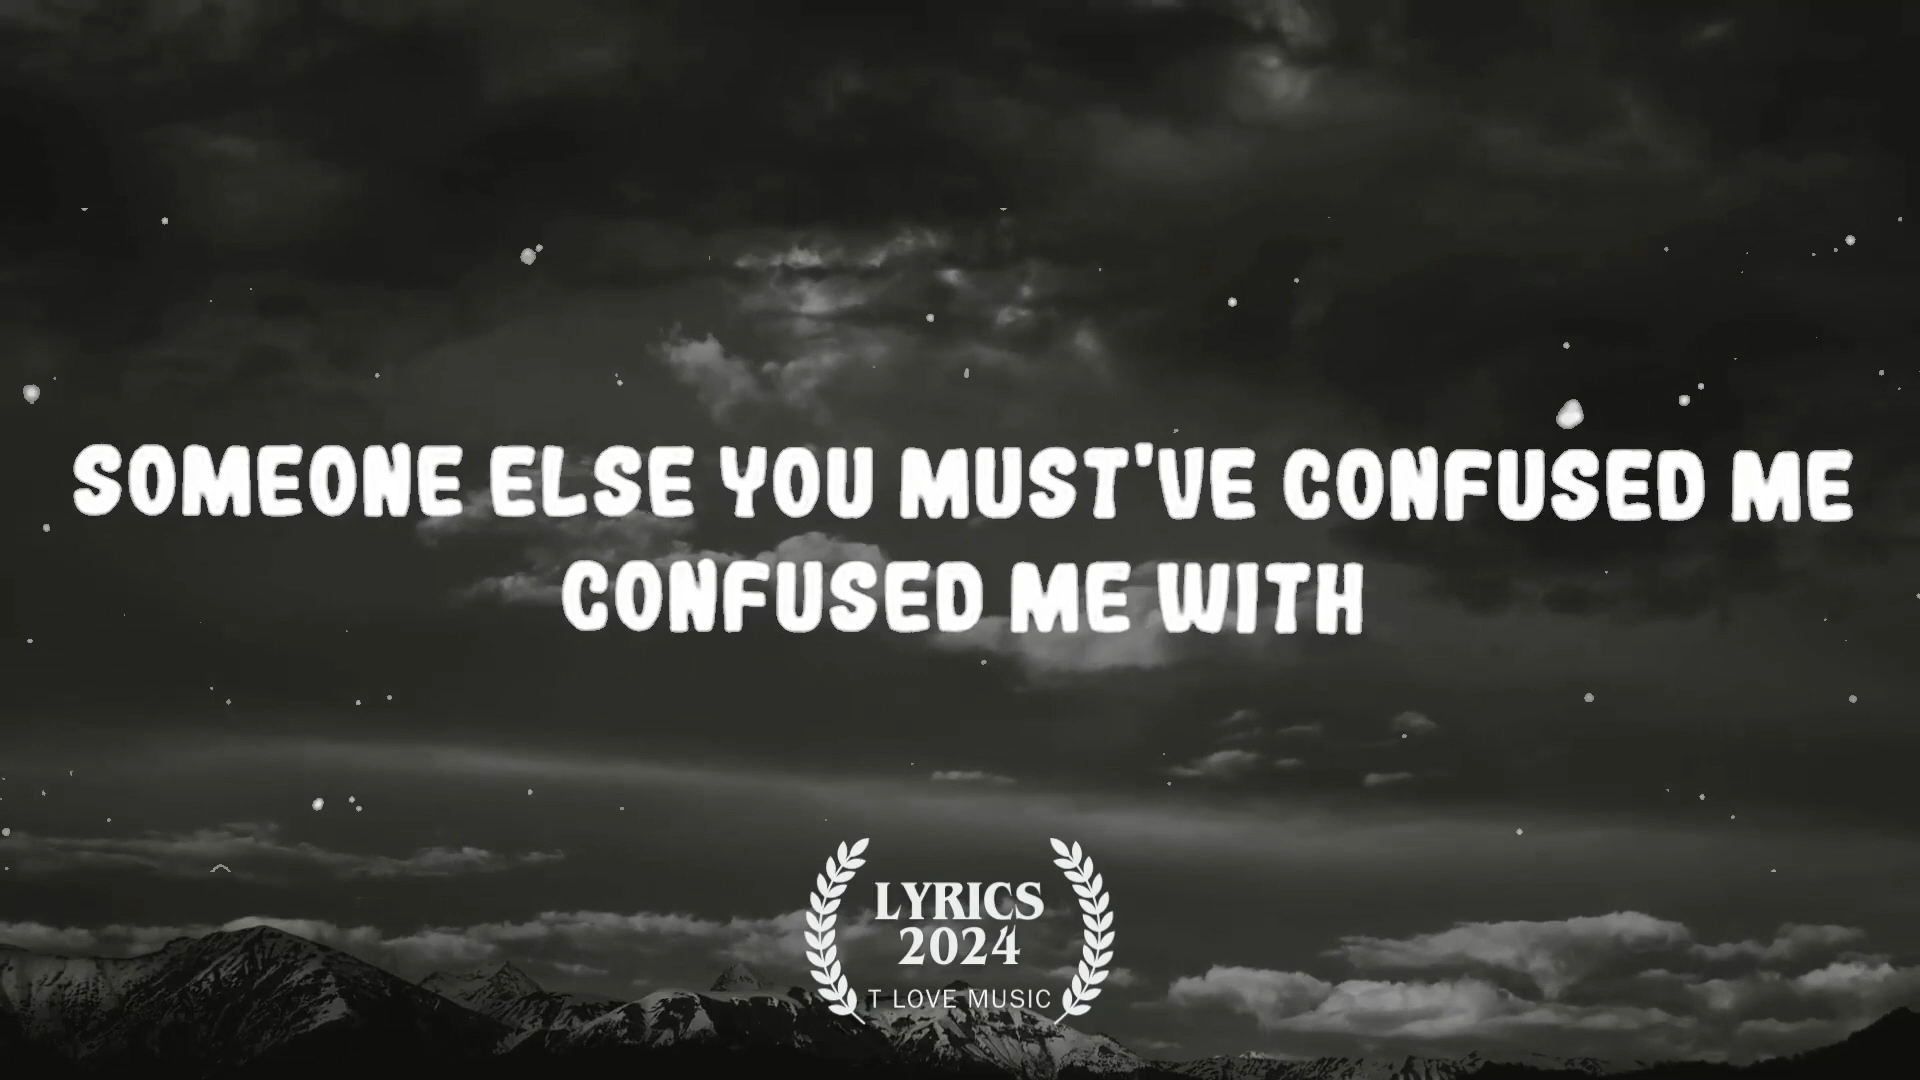 SOMEONE ELSE YOU MUST'VE CONFUSED ME
CONFUSED ME WITH
LYRICS
2024
T LOVE MUSIC